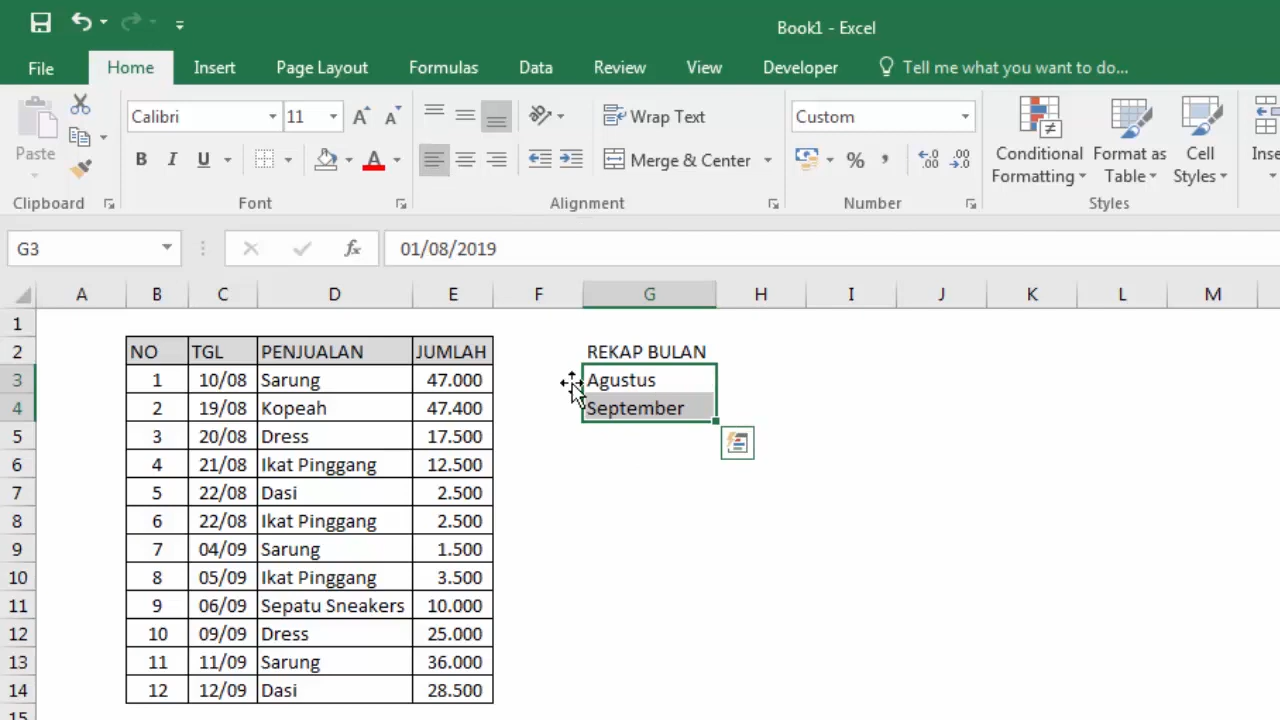 Book1 - Excel
File Home Insert Page Layout Formulas Data Review View Developer Tell me what you want to do...
Calibri 11 A A Wrap Text Custom
Paste B I U A Merge & Center % , Conditional Formatting Format as Table Cell Styles
Clipboard Font Alignment Number Styles
G3 fx 01/08/2019
A B C D E F G H I J K L M
1
2 NO TGL PENJUALAN JUMLAH REKAP BULAN
3 1 10/08 Sarung 47.000 Agustus
4 2 19/08 Kopeah 47.400 September
5 3 20/08 Dress 17.500
6 4 21/08 Ikat Pinggang 12.500
7 5 22/08 Dasi 2.500
8 6 22/08 Ikat Pinggang 2.500
9 7 04/09 Sarung 1.500
10 8 05/09 Ikat Pinggang 3.500
11 9 06/09 Sepatu Sneakers 10.000
12 10 09/09 Dress 25.000
13 11 11/09 Sarung 36.000
14 12 12/09 Dasi 28.500
15